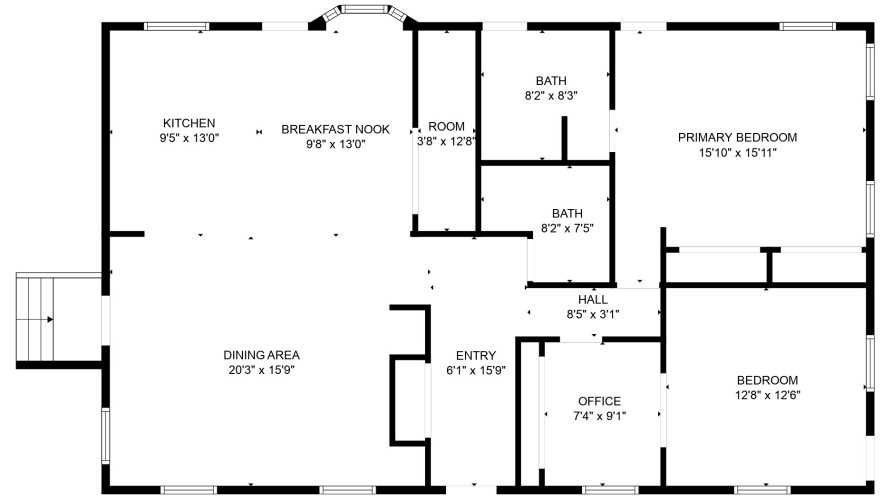 KITCHEN
9'5" x 13'0"
BREAKFAST NOOK
9'8" x 13'0"
ROOM
3'8" x 12'8"
BATH
8'2" x 8'3"
PRIMARY BEDROOM
15'10" x 15'11"
BATH
8'2" x 7'5"
HALL
8'5" x 3'1"
DINING AREA
20'3" x 15'9"
ENTRY
6'1" x 15'9"
OFFICE
7'4" x 9'1"
BEDROOM
12'8" x 12'6"